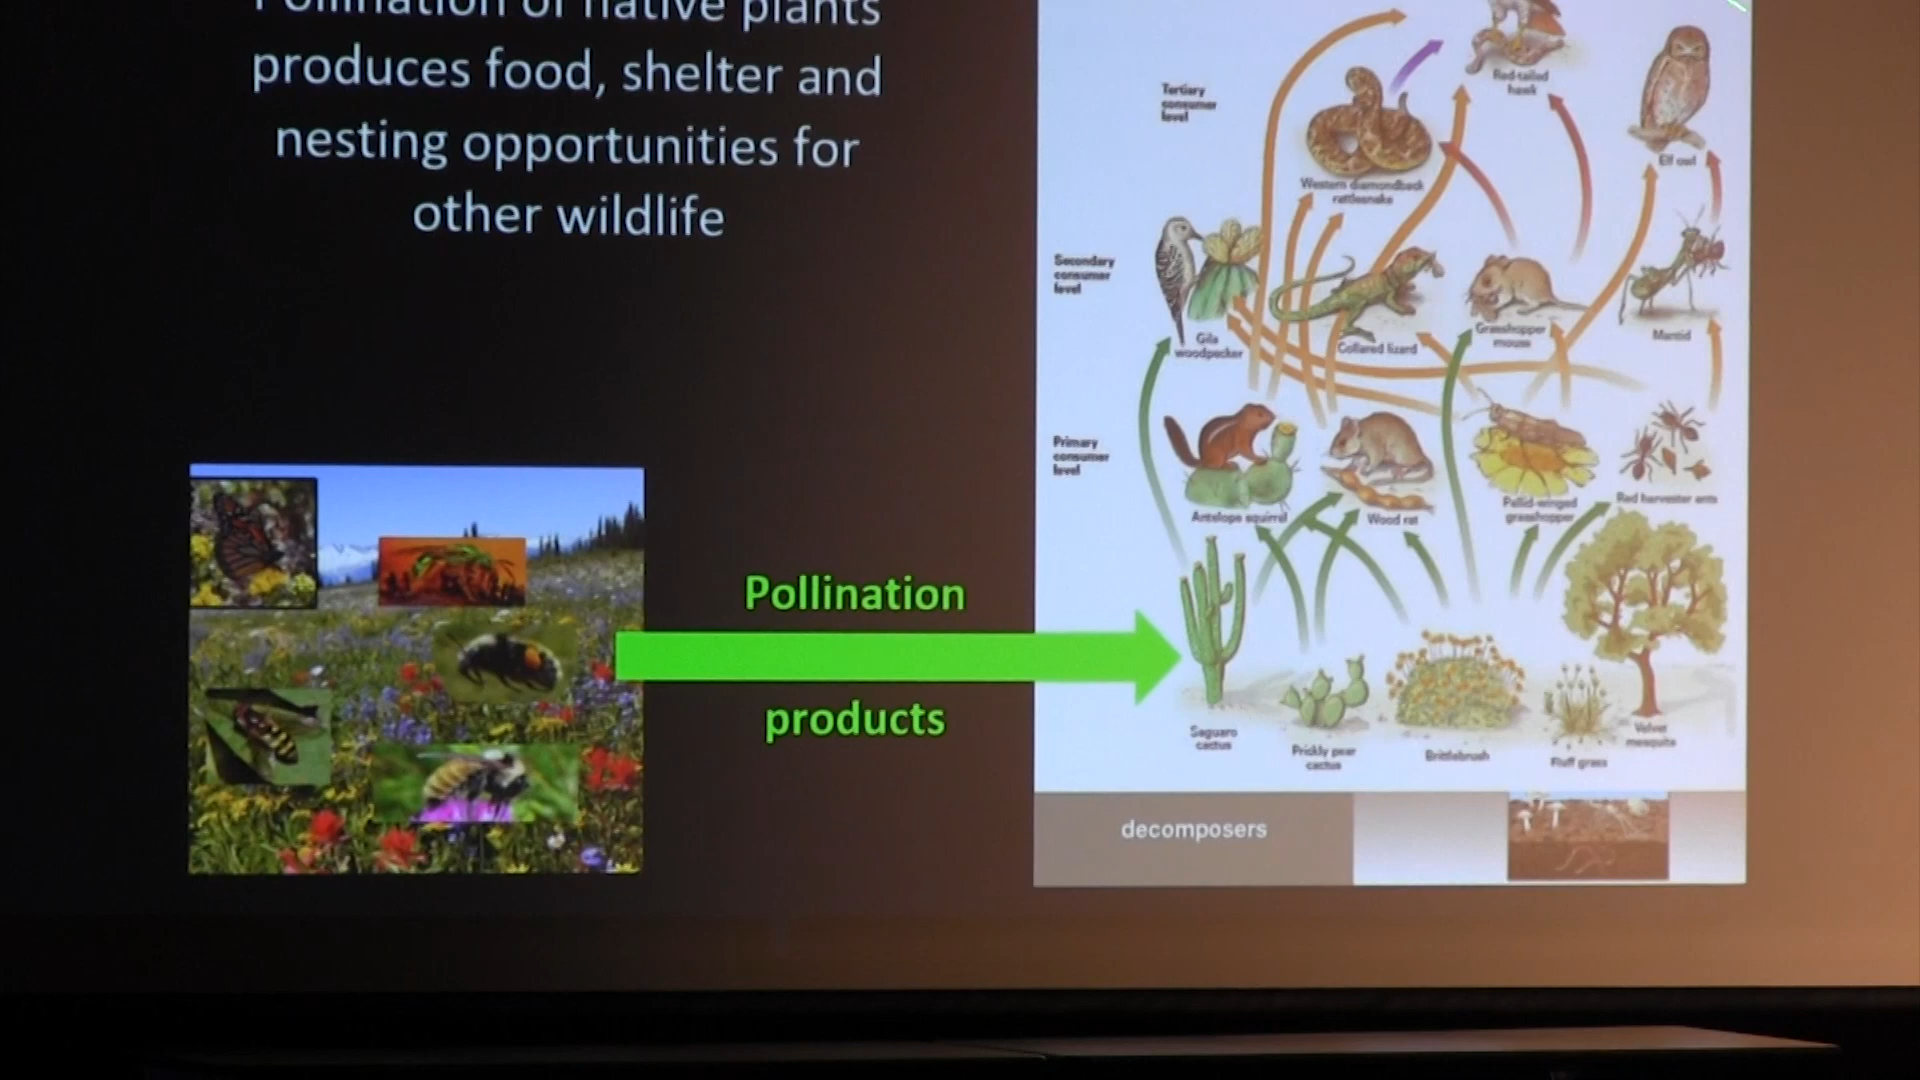 Pollination of native plants
produces food, shelter and
nesting opportunities for
other wildlife
Pollination
products
Tertiary
consumer
level
Red-tailed
hawk
Elf owl
Western diamondback
rattlesnake
Secondary
consumer
level
Gila
woodpecker
Collared lizard
Grasshopper
mouse
Mantid
Primary
consumer
level
Antelope squirrel
Wood rat
Pallid-winged
grasshopper
Red harvester ants
Saguaro
cactus
Prickly pear
cactus
Brittlebrush
Fluff grass
Velvet
mesquite
decomposers